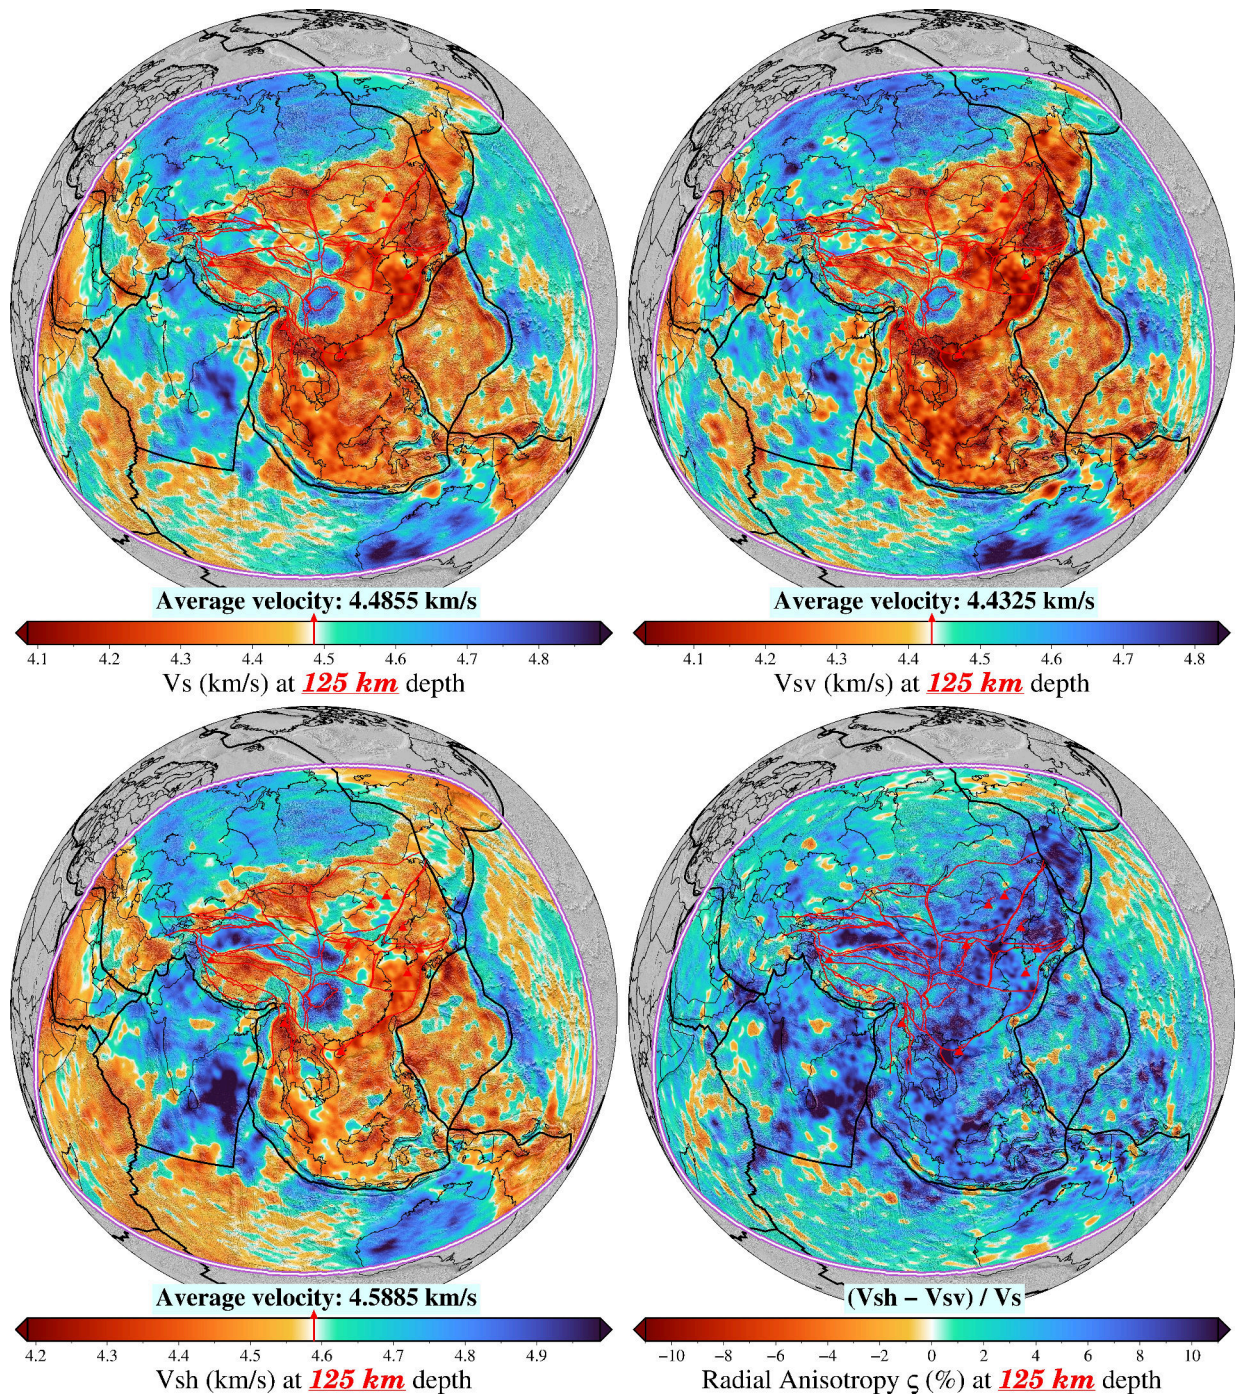 Average velocity: 4.4855 km/s
4.1 4.2 4.3 4.4 4.5 4.6 4.7 4.8
Vs (km/s) at 125 km depth
Average velocity: 4.4325 km/s
4.1 4.2 4.3 4.4 4.5 4.6 4.7 4.8
Vsv (km/s) at 125 km depth
Average velocity: 4.5885 km/s
4.2 4.3 4.4 4.5 4.6 4.7 4.8 4.9
Vsh (km/s) at 125 km depth
(Vsh − Vsv) / Vs
−10 −8 −6 −4 −2 0 2 4 6 8 10
Radial Anisotropy ς (%) at 125 km depth